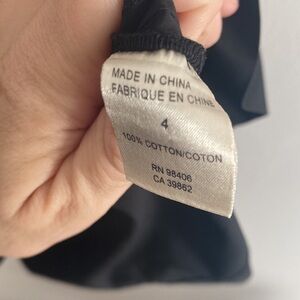 MADE IN CHINA
FABRIQUE EN CHINE
4
100% COTTON/COTON
RN 98406
CA 39862